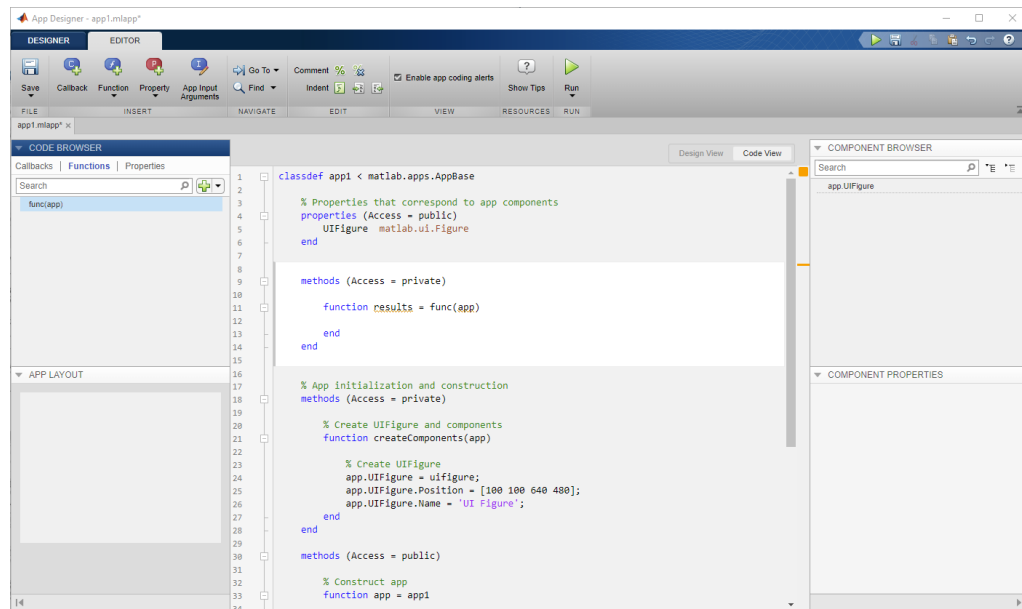 App Designer - app1.mlapp*
DESIGNER EDITOR
Save Callback Function Property App Input Arguments
Go To
Find
Comment
Indent
Enable app coding alerts
Show Tips
Run
FILE INSERT NAVIGATE EDIT VIEW RESOURCES RUN
app1.mlapp* ×
CODE BROWSER
Callbacks | Functions | Properties
Search
func(app)
APP LAYOUT
Design View Code View
1 classdef app1 < matlab.apps.AppBase
2
3 % Properties that correspond to app components
4 properties (Access = public)
5 UIFigure matlab.ui.Figure
6 end
7
8
9 methods (Access = private)
10
11 function results = func(app)
12
13 end
14 end
15
16
17 % App initialization and construction
18 methods (Access = private)
19
20 % Create UIFigure and components
21 function createComponents(app)
22
23 % Create UIFigure
24 app.UIFigure = uifigure;
25 app.UIFigure.Position = [100 100 640 480];
26 app.UIFigure.Name = 'UI Figure';
27 end
28 end
29
30 methods (Access = public)
31
32 % Construct app
33 function app = app1
34
COMPONENT BROWSER
Search
app.UIFigure
COMPONENT PROPERTIES